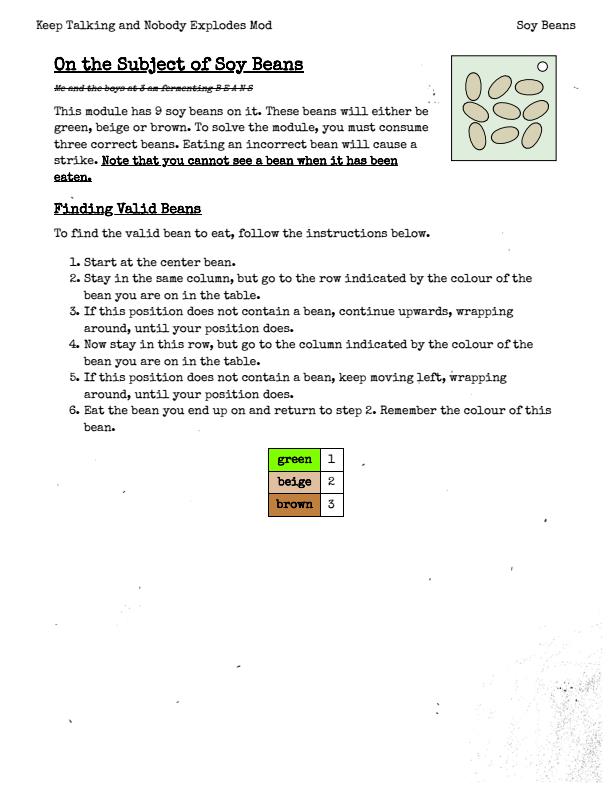 Keep Talking and Nobody Explodes Mod
Soy Beans
On the Subject of Soy Beans
Me and the boys at 3 am fermenting B E A N S
This module has 9 soy beans on it. These beans will either be
green, beige or brown. To solve the module, you must consume
three correct beans. Eating an incorrect bean will cause a
strike. Note that you cannot see a bean when it has been
eaten.
Finding Valid Beans
To find the valid bean to eat, follow the instructions below.
1. Start at the center bean.
2. Stay in the same column, but go to the row indicated by the colour of the
bean you are on in the table.
3. If this position does not contain a bean, continue upwards, wrapping
around, until your position does.
4. Now stay in this row, but go to the column indicated by the colour of the
bean you are on in the table.
5. If this position does not contain a bean, keep moving left, wrapping
around, until your position does.
6. Eat the bean you end up on and return to step 2. Remember the colour of this
bean.
green 1
beige 2
brown 3